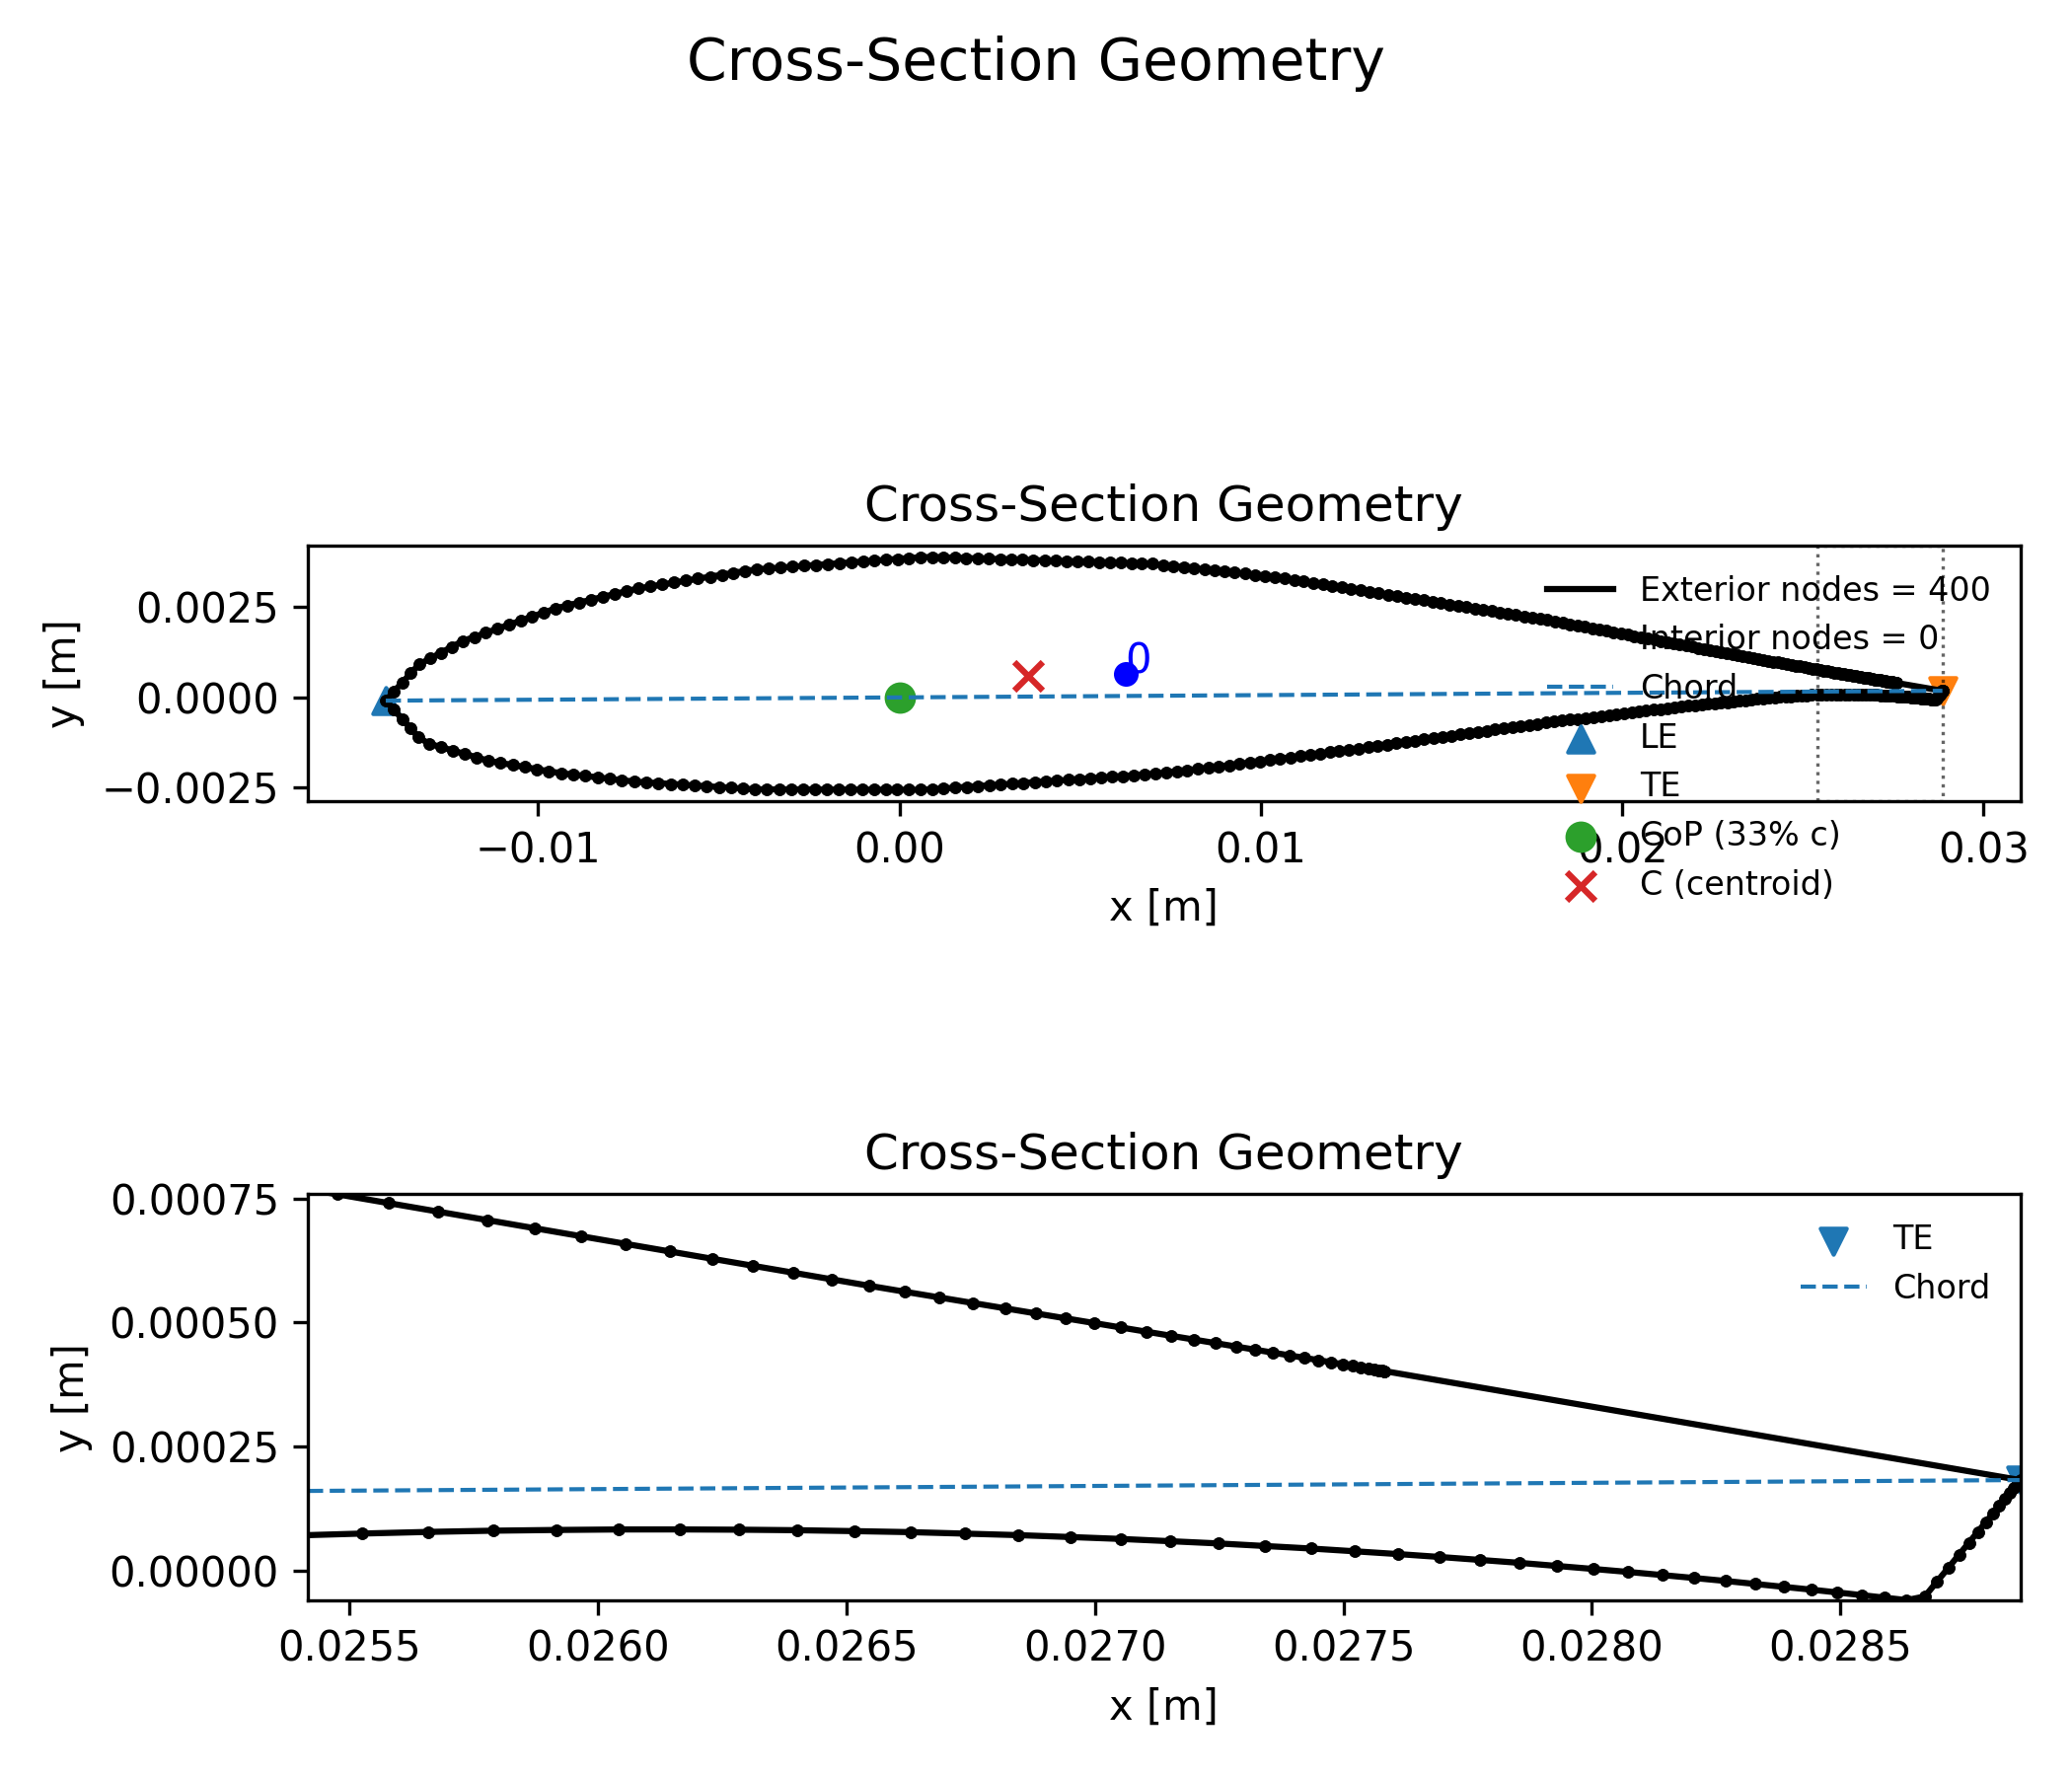 Cross-Section Geometry
Cross-Section Geometry
y [m]
0.0025
0.0000
−0.0025
0
Exterior nodes = 400
Interior nodes = 0
Chord
LE
TE
CoP (33% c)
C (centroid)
−0.01
0.00
0.01
0.02
0.03
x [m]
Cross-Section Geometry
y [m]
0.00075
0.00050
0.00025
0.00000
TE
Chord
0.0255
0.0260
0.0265
0.0270
0.0275
0.0280
0.0285
x [m]